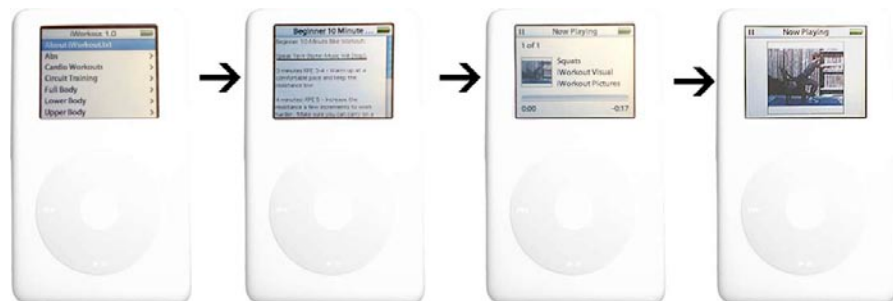 iWorkout 1.0
About iWorkout.txt
Abs
Cardio Workouts
Circuit Training
Full Body
Lower Body
Upper Body
Beginner 10 Minute ...
Beginner 10 Minute Bike Workout
3 minutes RPE 3-4 : Warm up at a
comfortable pace and keep the
resistance low
4 minutes RPE 5 - Increase the
resistance a few increments to work
harder. Make sure you can carry on a
Now Playing
1 of 1
Squats
iWorkout Visual
iWorkout Pictures
0:00
-0:17
Now Playing